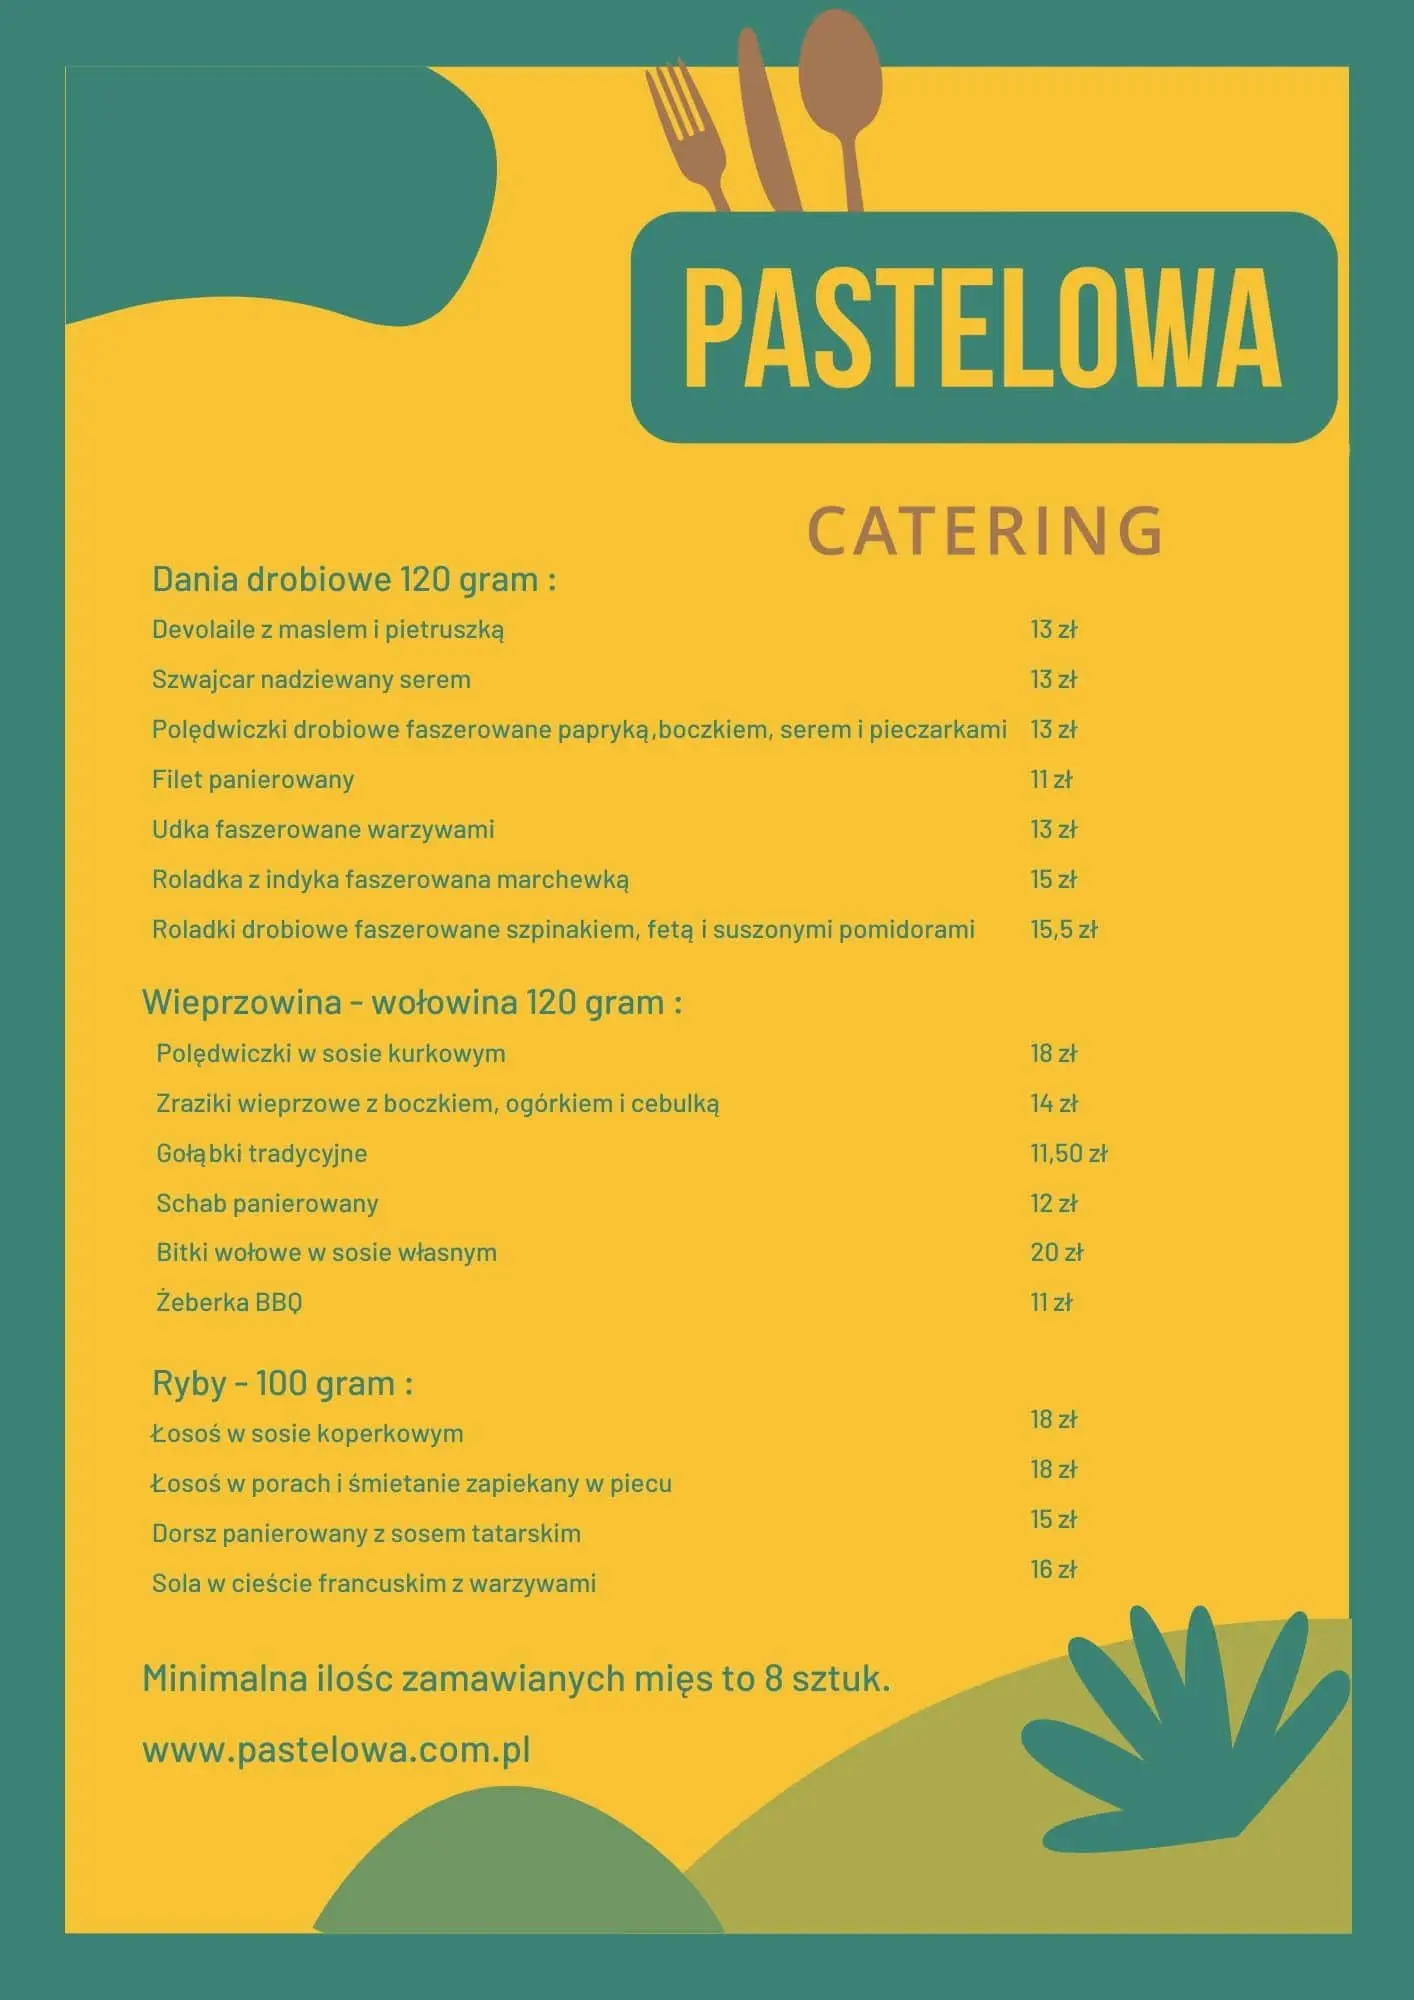 PASTELOWA
CATERING
Dania drobiowe 120 gram :
Devolaile z maslem i pietruszką 13 zł
Szwajcar nadziewany serem 13 zł
Polędwiczki drobiowe faszerowane papryką,boczkiem, serem i pieczarkami 13 zł
Filet panierowany 11 zł
Udka faszerowane warzywami 13 zł
Roladka z indyka faszerowana marchewką 15 zł
Roladki drobiowe faszerowane szpinakiem, fetą i suszonymi pomidorami 15,5 zł
Wieprzowina - wołowina 120 gram :
Polędwiczki w sosie kurkowym 18 zł
Zraziki wieprzowe z boczkiem, ogórkiem i cebulką 14 zł
Gołąbki tradycyjne 11,50 zł
Schab panierowany 12 zł
Bitki wołowe w sosie własnym 20 zł
Żeberka BBQ 11 zł
Ryby - 100 gram :
Łosoś w sosie koperkowym 18 zł
Łosoś w porach i śmietanie zapiekany w piecu 18 zł
Dorsz panierowany z sosem tatarskim 15 zł
Sola w cieście francuskim z warzywami 16 zł
Minimalna ilośc zamawianych mięs to 8 sztuk.
www.pastelowa.com.pl